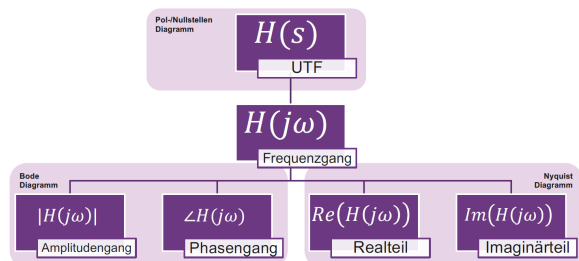 Pol-/Nullstellen
Diagramm
H(s)
UTF
H(jω)
Frequenzgang
Bode
Diagramm
Nyquist
Diagramm
|H(jω)|
Amplitudengang
∠H(jω)
Phasengang
Re(H(jω))
Realteil
Im(H(jω))
Imaginärteil